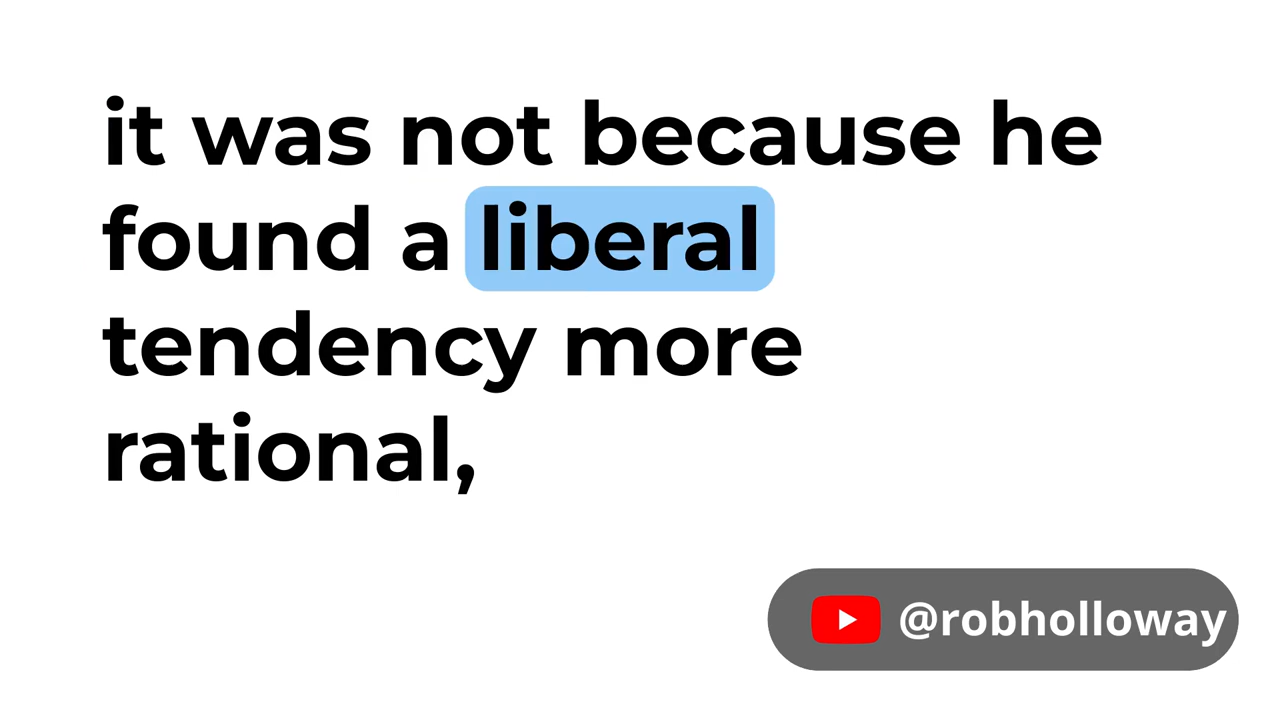 it was not because he
found a liberal
tendency more
rational,
@robholloway